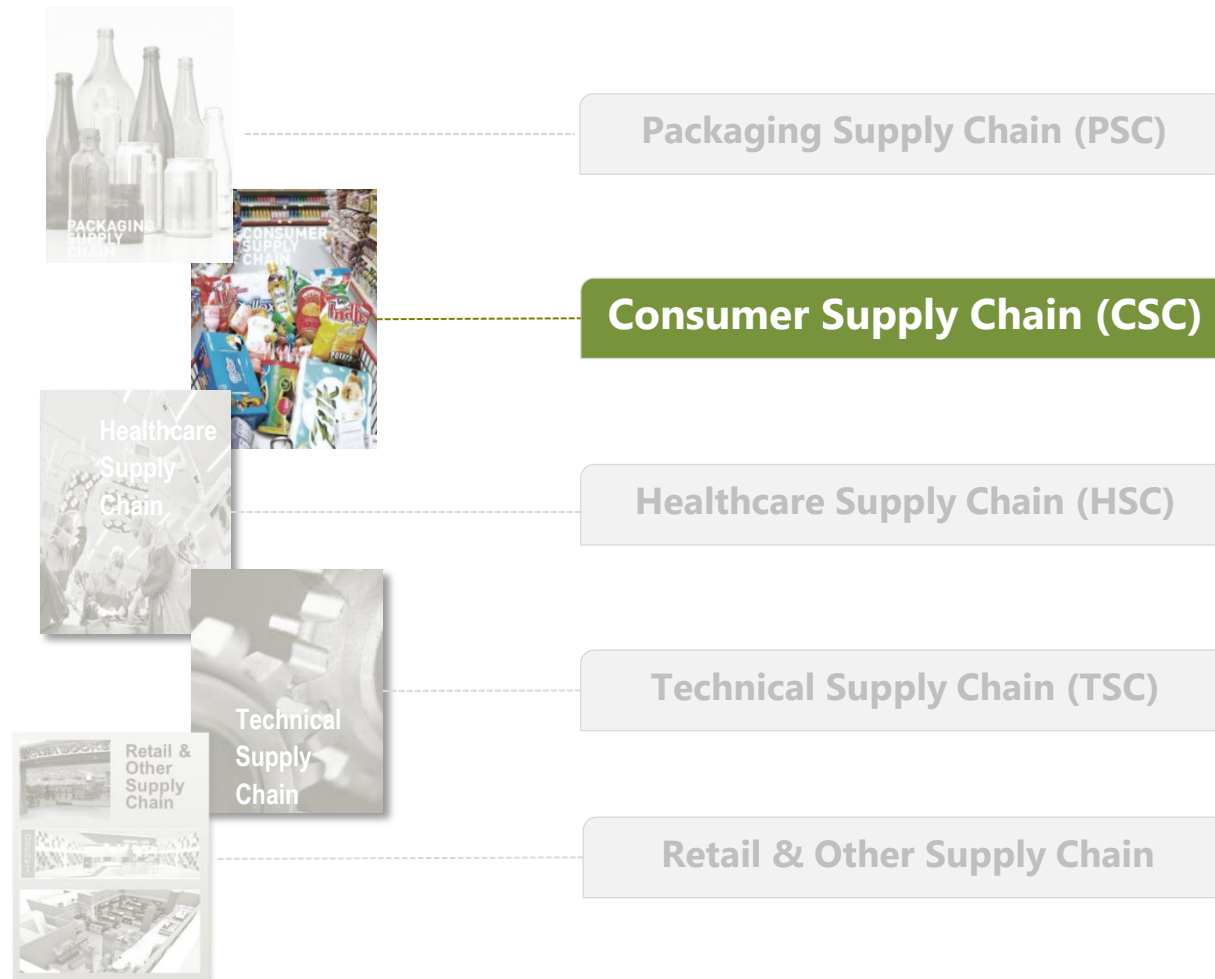 PACKAGING
SUPPLY
CHAIN
Packaging Supply Chain (PSC)
CONSUMER
SUPPLY
CHAIN
POTATO
Consumer Supply Chain (CSC)
Healthcare
Supply
Chain
Healthcare Supply Chain (HSC)
Technical
Supply
Chain
Technical Supply Chain (TSC)
Retail &
Other
Supply
Chain
Retail & Other Supply Chain